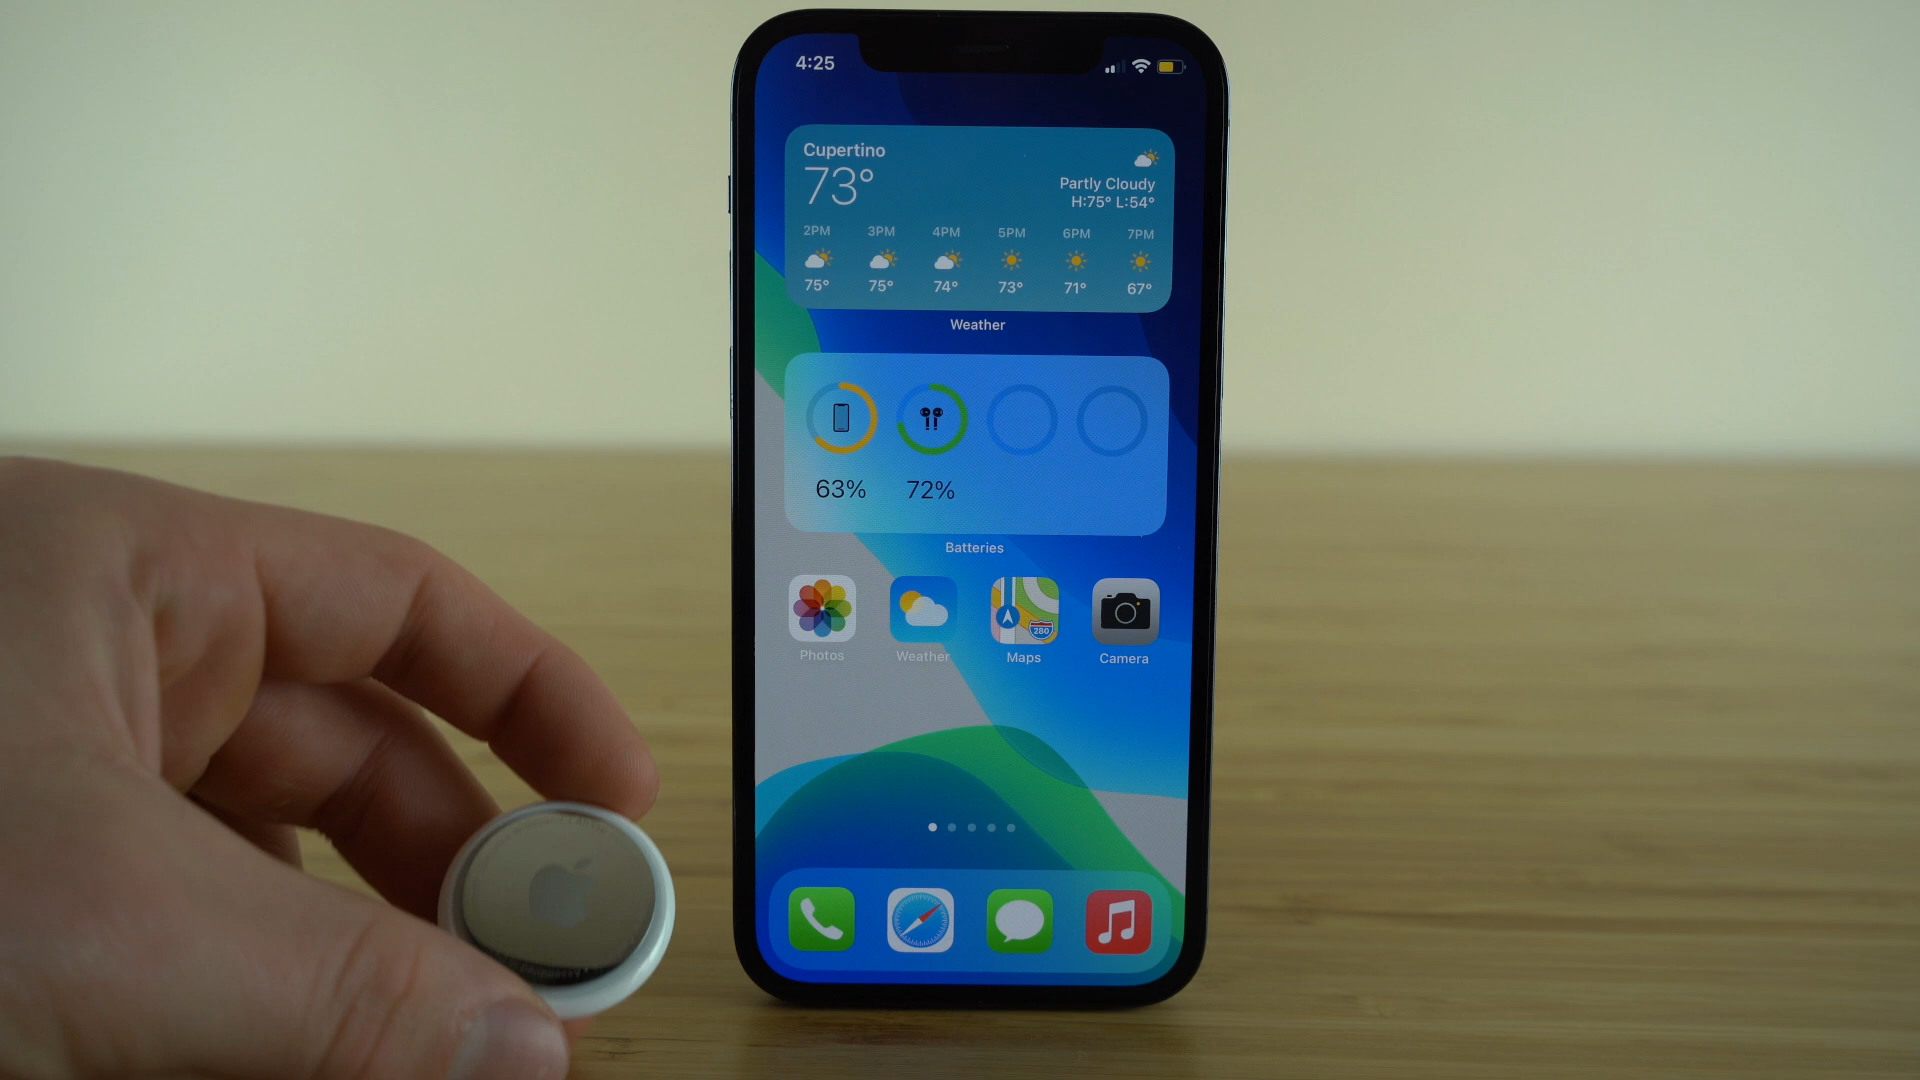 4:25
Cupertino
73°
Partly Cloudy
H:75° L:54°
2PM 3PM 4PM 5PM 6PM 7PM
75° 75° 74° 73° 71° 67°
Weather
63% 72%
Batteries
280
Photos Weather Maps Camera